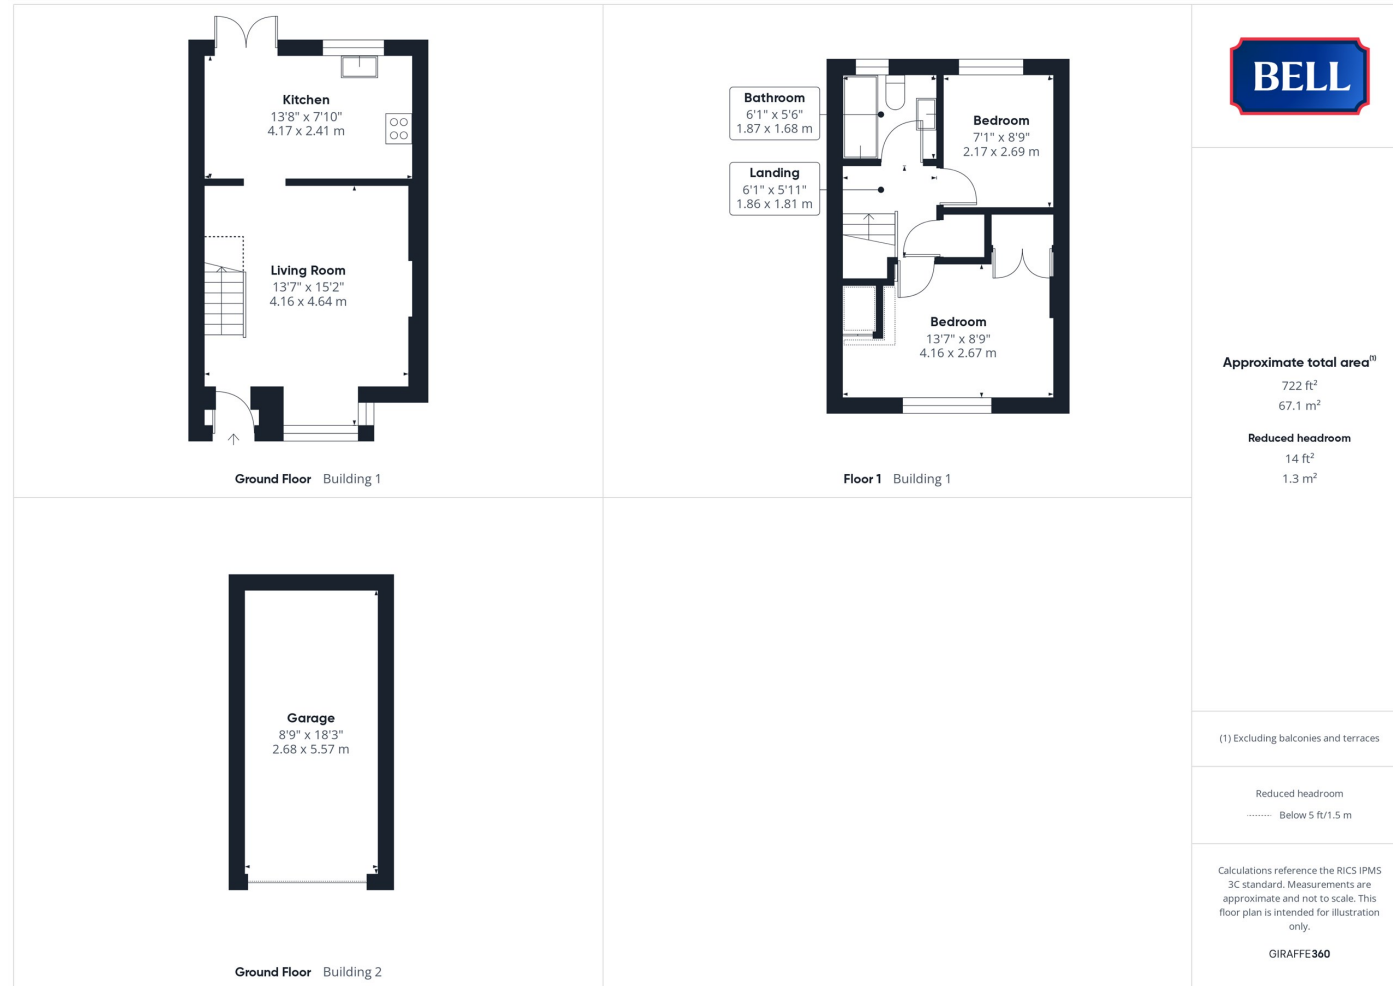 Kitchen
13'8" x 7'10"
4.17 x 2.41 m
Living Room
13'7" x 15'2"
4.16 x 4.64 m
Ground Floor Building 1
Bathroom
6'1" x 5'6"
1.87 x 1.68 m
Landing
6'1" x 5'11"
1.86 x 1.81 m
Bedroom
7'1" x 8'9"
2.17 x 2.69 m
Bedroom
13'7" x 8'9"
4.16 x 2.67 m
Floor 1 Building 1
Garage
8'9" x 18'3"
2.68 x 5.57 m
Ground Floor Building 2
BELL
Approximate total area(1)
722 ft²
67.1 m²
Reduced headroom
14 ft²
1.3 m²
(1) Excluding balconies and terraces
Reduced headroom
Below 5 ft/1.5 m
Calculations reference the RICS IPMS
3C standard. Measurements are
approximate and not to scale. This
floor plan is intended for illustration
only.
GIRAFFE360